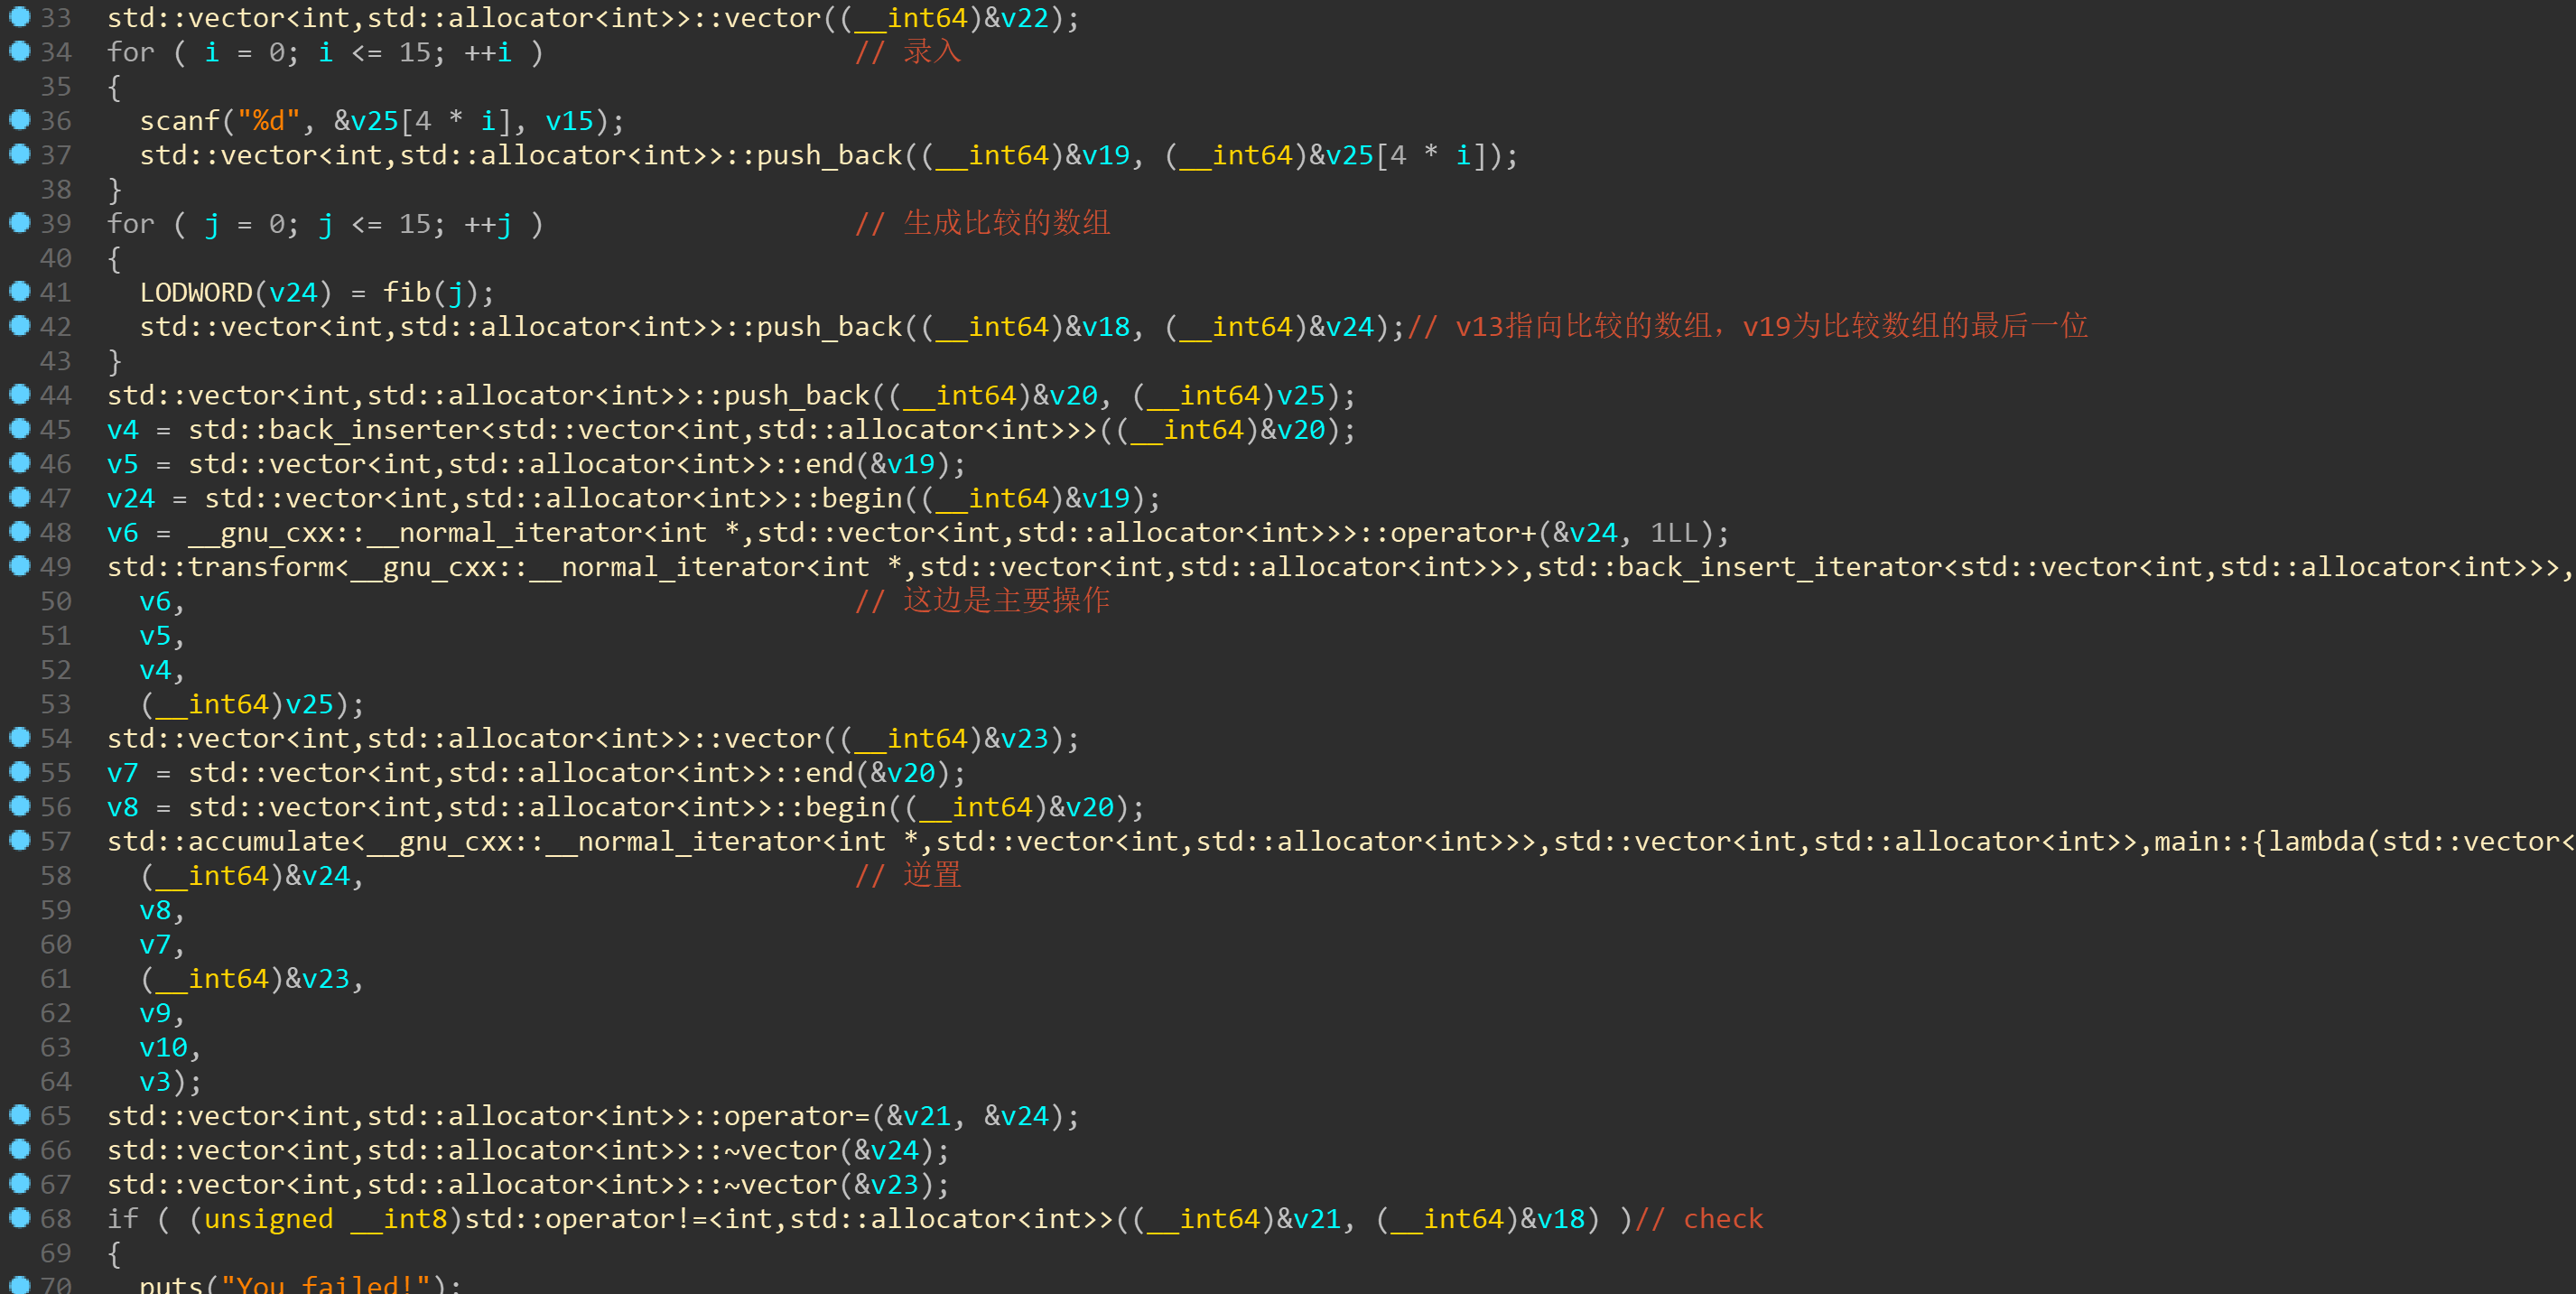 33 std::vector<int,std::allocator<int>>::vector((__int64)&v22);
34 for ( i = 0; i <= 15; ++i ) // 录入
35 {
36 scanf("%d", &v25[4 * i], v15);
37 std::vector<int,std::allocator<int>>::push_back((__int64)&v19, (__int64)&v25[4 * i]);
38 }
39 for ( j = 0; j <= 15; ++j ) // 生成比较的数组
40 {
41 LODWORD(v24) = fib(j);
42 std::vector<int,std::allocator<int>>::push_back((__int64)&v18, (__int64)&v24);// v13指向比较的数组，v19为比较数组的最后一位
43 }
44 std::vector<int,std::allocator<int>>::push_back((__int64)&v20, (__int64)v25);
45 v4 = std::back_inserter<std::vector<int,std::allocator<int>>>((__int64)&v20);
46 v5 = std::vector<int,std::allocator<int>>::end(&v19);
47 v24 = std::vector<int,std::allocator<int>>::begin((__int64)&v19);
48 v6 = __gnu_cxx::__normal_iterator<int *,std::vector<int,std::allocator<int>>>::operator+(&v24, 1LL);
49 std::transform<__gnu_cxx::__normal_iterator<int *,std::vector<int,std::allocator<int>>>,std::back_insert_iterator<std::vector<int,std::allocator<int>>>,
50 v6, // 这边是主要操作
51 v5,
52 v4,
53 (__int64)v25);
54 std::vector<int,std::allocator<int>>::vector((__int64)&v23);
55 v7 = std::vector<int,std::allocator<int>>::end(&v20);
56 v8 = std::vector<int,std::allocator<int>>::begin((__int64)&v20);
57 std::accumulate<__gnu_cxx::__normal_iterator<int *,std::vector<int,std::allocator<int>>>,std::vector<int,std::allocator<int>>,main::{lambda(std::vector<
58 (__int64)&v24, // 逆置
59 v8,
60 v7,
61 (__int64)&v23,
62 v9,
63 v10,
64 v3);
65 std::vector<int,std::allocator<int>>::operator=(&v21, &v24);
66 std::vector<int,std::allocator<int>>::~vector(&v24);
67 std::vector<int,std::allocator<int>>::~vector(&v23);
68 if ( (unsigned __int8)std::operator!=<int,std::allocator<int>>((__int64)&v21, (__int64)&v18) )// check
69 {
70 puts("You failed!");